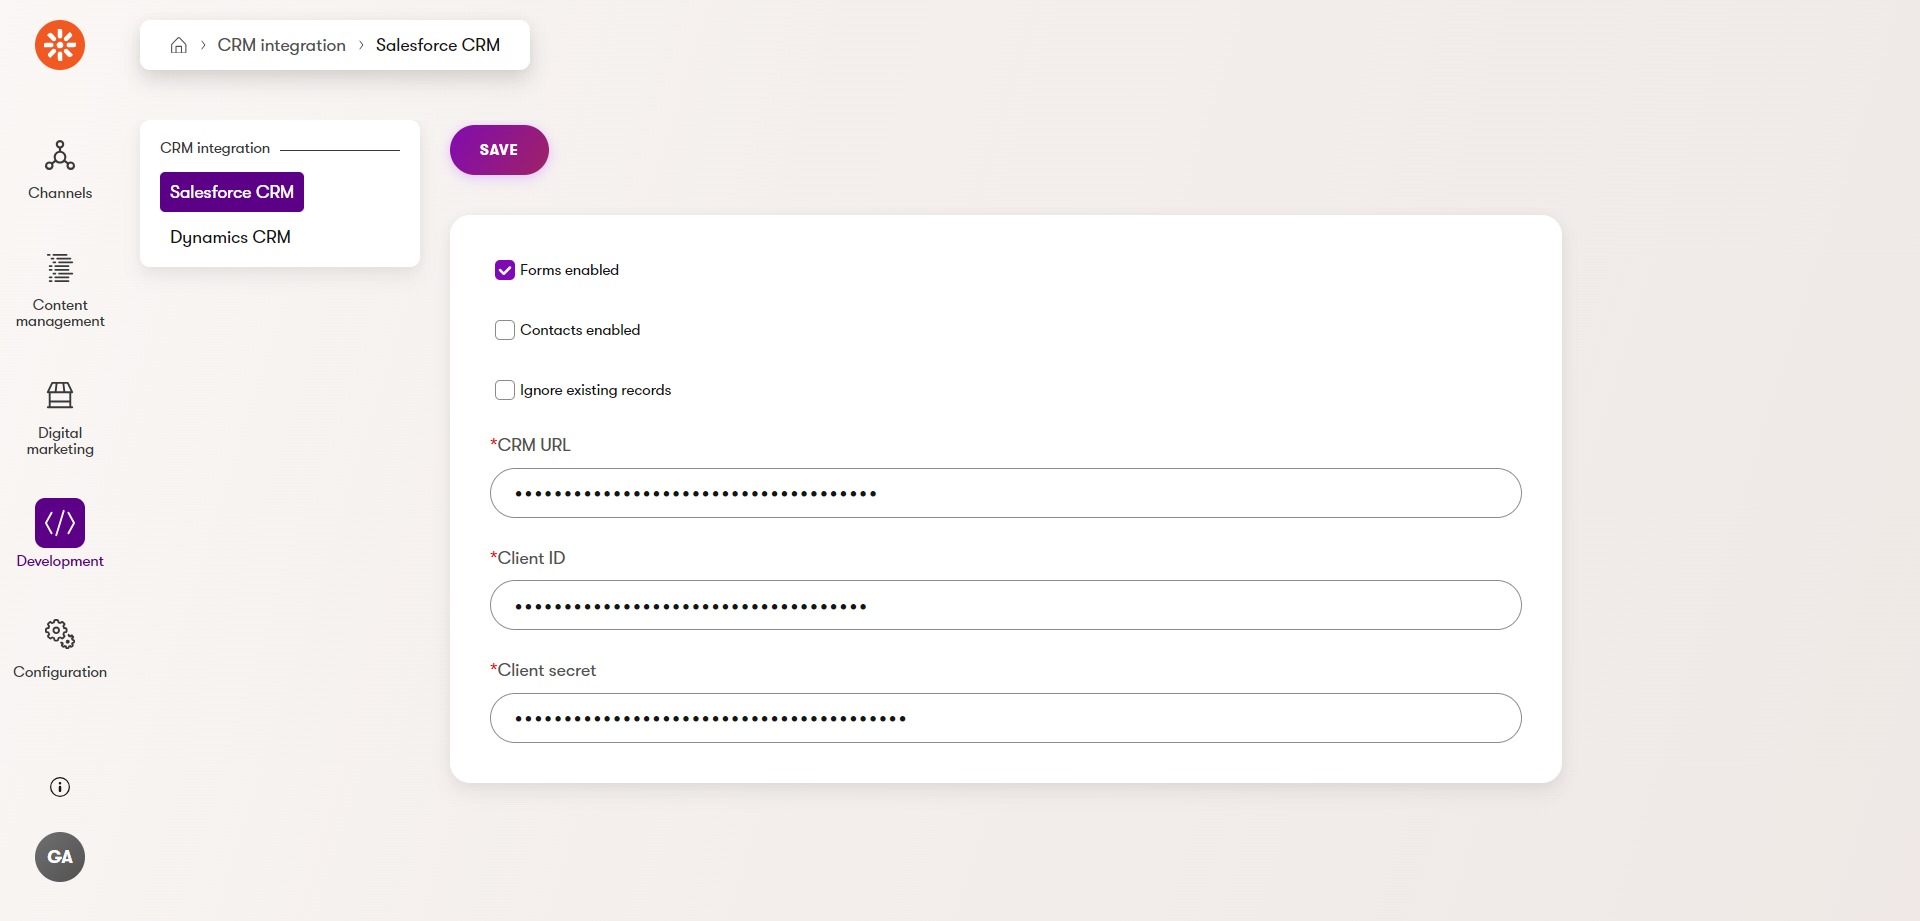 CRM integration
Salesforce CRM
Channels
Content
management
Digital
marketing
Development
Configuration
GA
CRM integration
Salesforce CRM
Dynamics CRM
SAVE
Forms enabled
Contacts enabled
Ignore existing records
*CRM URL
•••••••••••••••••••••••••••••••••••••
*Client ID
••••••••••••••••••••••••••••••••••••
*Client secret
••••••••••••••••••••••••••••••••••••••••